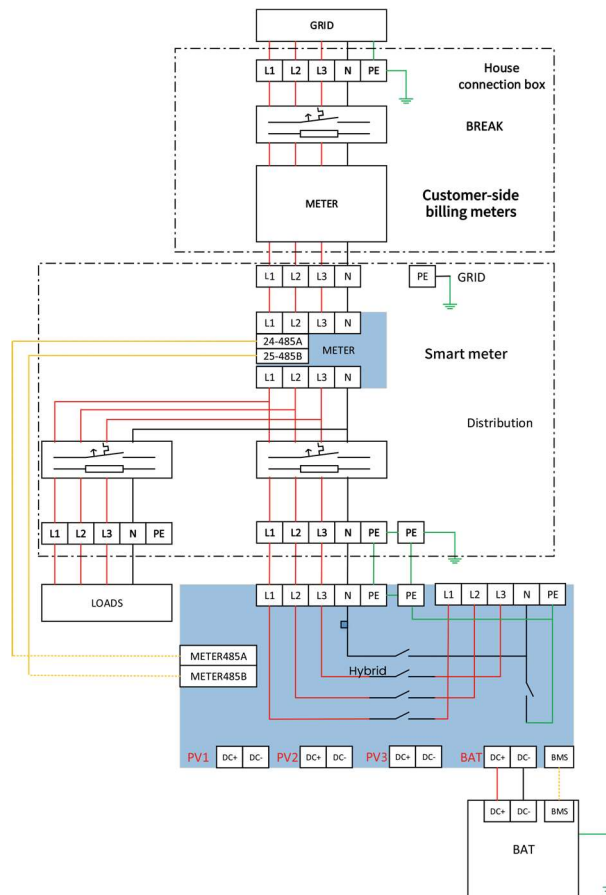 GRID
L1 L2 L3 N PE
House
connection box
BREAK
METER
Customer-side
billing meters
L1 L2 L3 N
PE GRID
L1 L2 L3 N
24-485A
25-485B
METER
Smart meter
L1 L2 L3 N
Distribution
L1 L2 L3 N PE
L1 L2 L3 N PE PE
LOADS
L1 L2 L3 N PE PE
L1 L2 L3 N PE
METER485A
METER485B
Hybrid
PV1 DC+ DC- PV2 DC+ DC- PV3 DC+ DC- BAT DC+ DC- BMS
DC+ DC- BMS
BAT